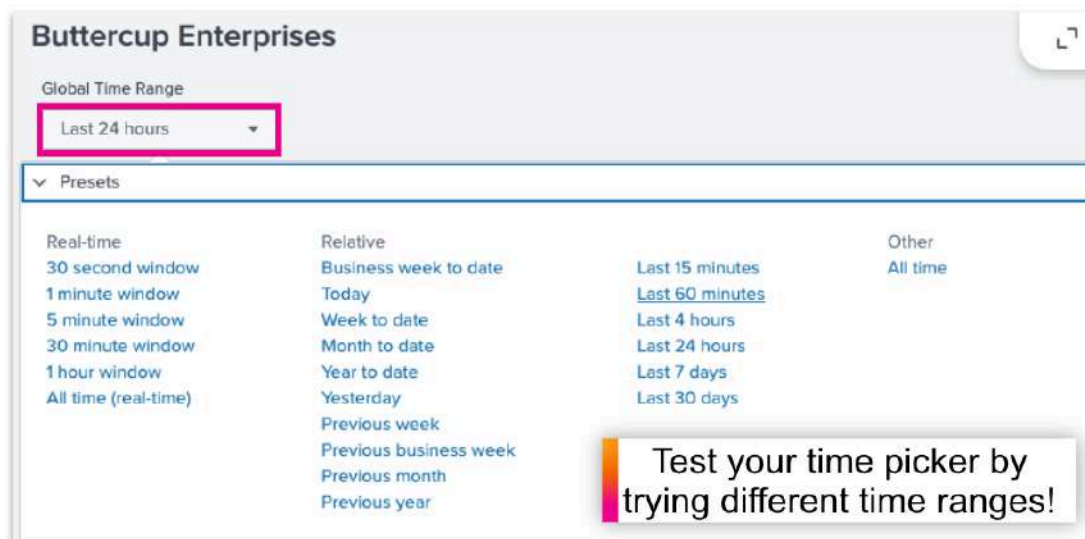 Buttercup Enterprises
Global Time Range
Last 24 hours
Presets
Real-time
30 second window
1 minute window
5 minute window
30 minute window
1 hour window
All time (real-time)
Relative
Business week to date
Today
Week to date
Month to date
Year to date
Yesterday
Previous week
Previous business week
Previous month
Previous year
Last 15 minutes
Last 60 minutes
Last 4 hours
Last 24 hours
Last 7 days
Last 30 days
Other
All time
Test your time picker by
trying different time ranges!